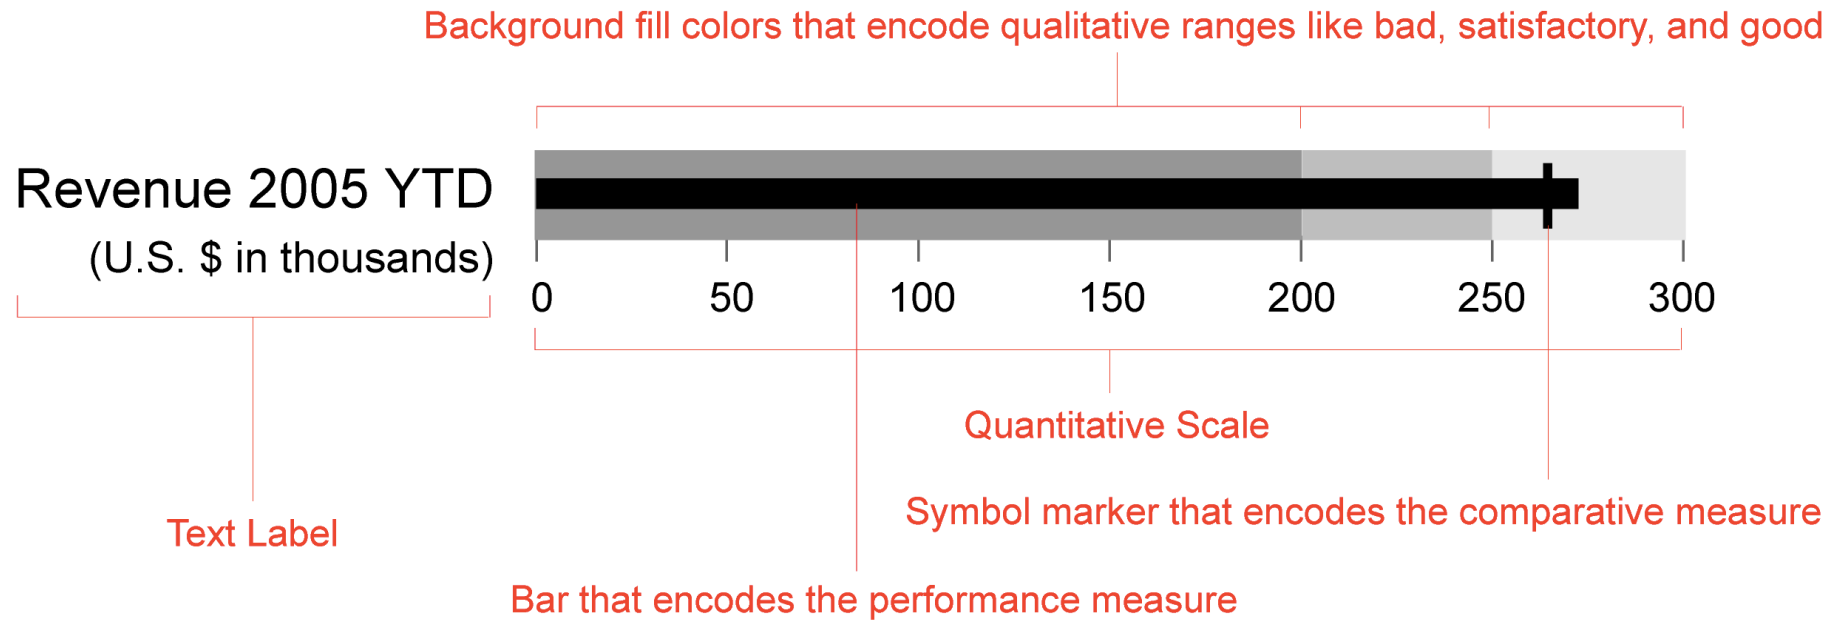 Background fill colors that encode qualitative ranges like bad, satisfactory, and good
Revenue 2005 YTD
(U.S. $ in thousands)
0 50 100 150 200 250 300
Quantitative Scale
Symbol marker that encodes the comparative measure
Text Label
Bar that encodes the performance measure